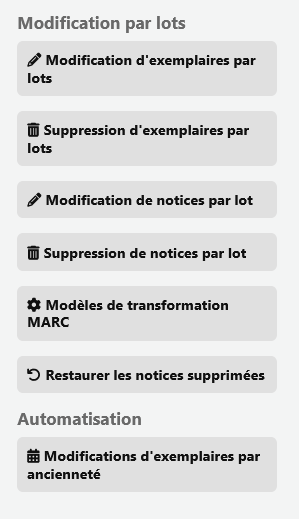 Modification par lots
Modification d'exemplaires par
lots
Suppression d'exemplaires par
lots
Modification de notices par lot
Suppression de notices par lot
Modèles de transformation
MARC
Restaurer les notices supprimées
Automatisation
Modifications d'exemplaires par
ancienneté